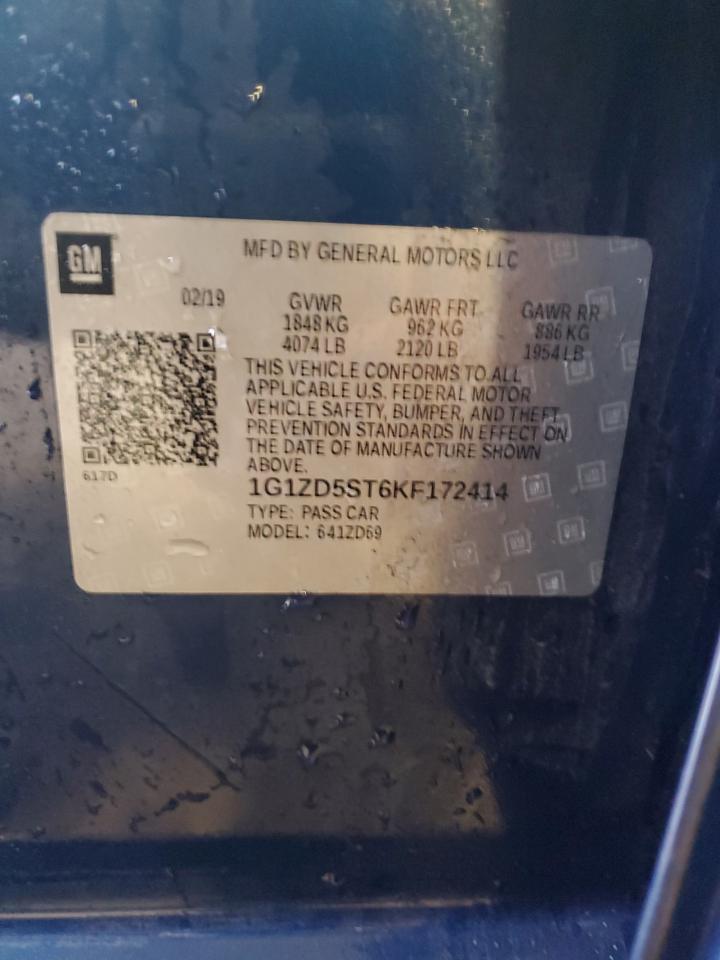 GM
MFD BY GENERAL MOTORS LLC
02/19 GVWR GAWR FRT GAWR RR
1848 KG 962 KG 886 KG
4074 LB 2120 LB 1954 LB
THIS VEHICLE CONFORMS TO ALL
APPLICABLE U.S. FEDERAL MOTOR
VEHICLE SAFETY, BUMPER, AND THEFT
PREVENTION STANDARDS IN EFFECT ON
THE DATE OF MANUFACTURE SHOWN
ABOVE.
617D
1G1ZD5ST6KF172414
TYPE: PASS CAR
MODEL: 641ZD69